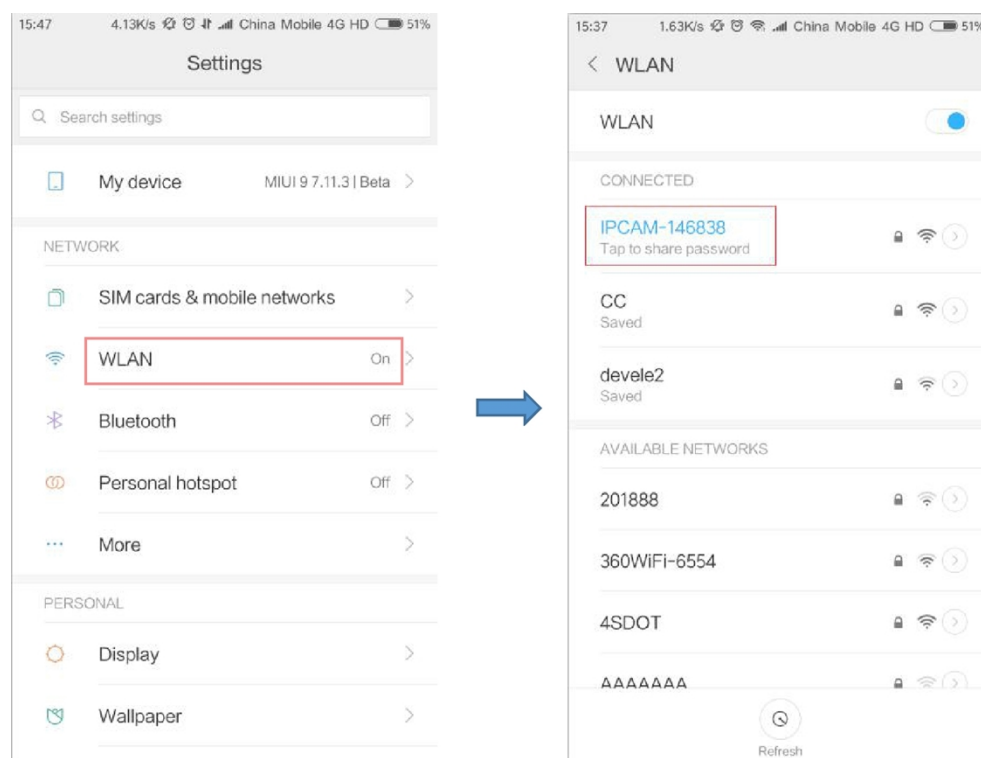 15:47 4.13K/s China Mobile 4G HD 51%
Settings
Search settings
My device MIUI 9 7.11.3 | Beta
NETWORK
SIM cards & mobile networks
WLAN On
Bluetooth Off
Personal hotspot Off
More
PERSONAL
Display
Wallpaper
15:37 1.63K/s China Mobile 4G HD 51%
WLAN
WLAN
CONNECTED
IPCAM-146838
Tap to share password
CC
Saved
devele2
Saved
AVAILABLE NETWORKS
201888
360WiFi-6554
4SDOT
AAAAAAA
Refresh